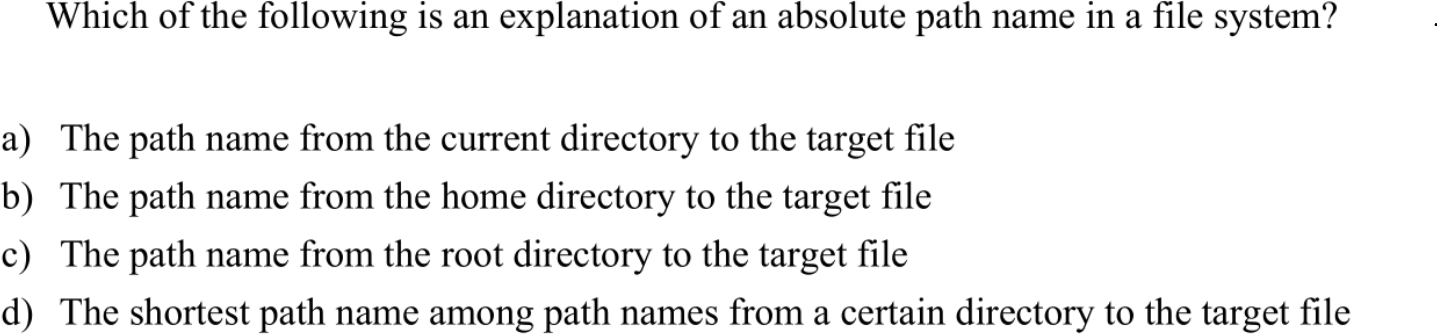 Which of the following is an explanation of an absolute path name in a file system?
a) The path name from the current directory to the target file
b) The path name from the home directory to the target file
c) The path name from the root directory to the target file
d) The shortest path name among path names from a certain directory to the target file